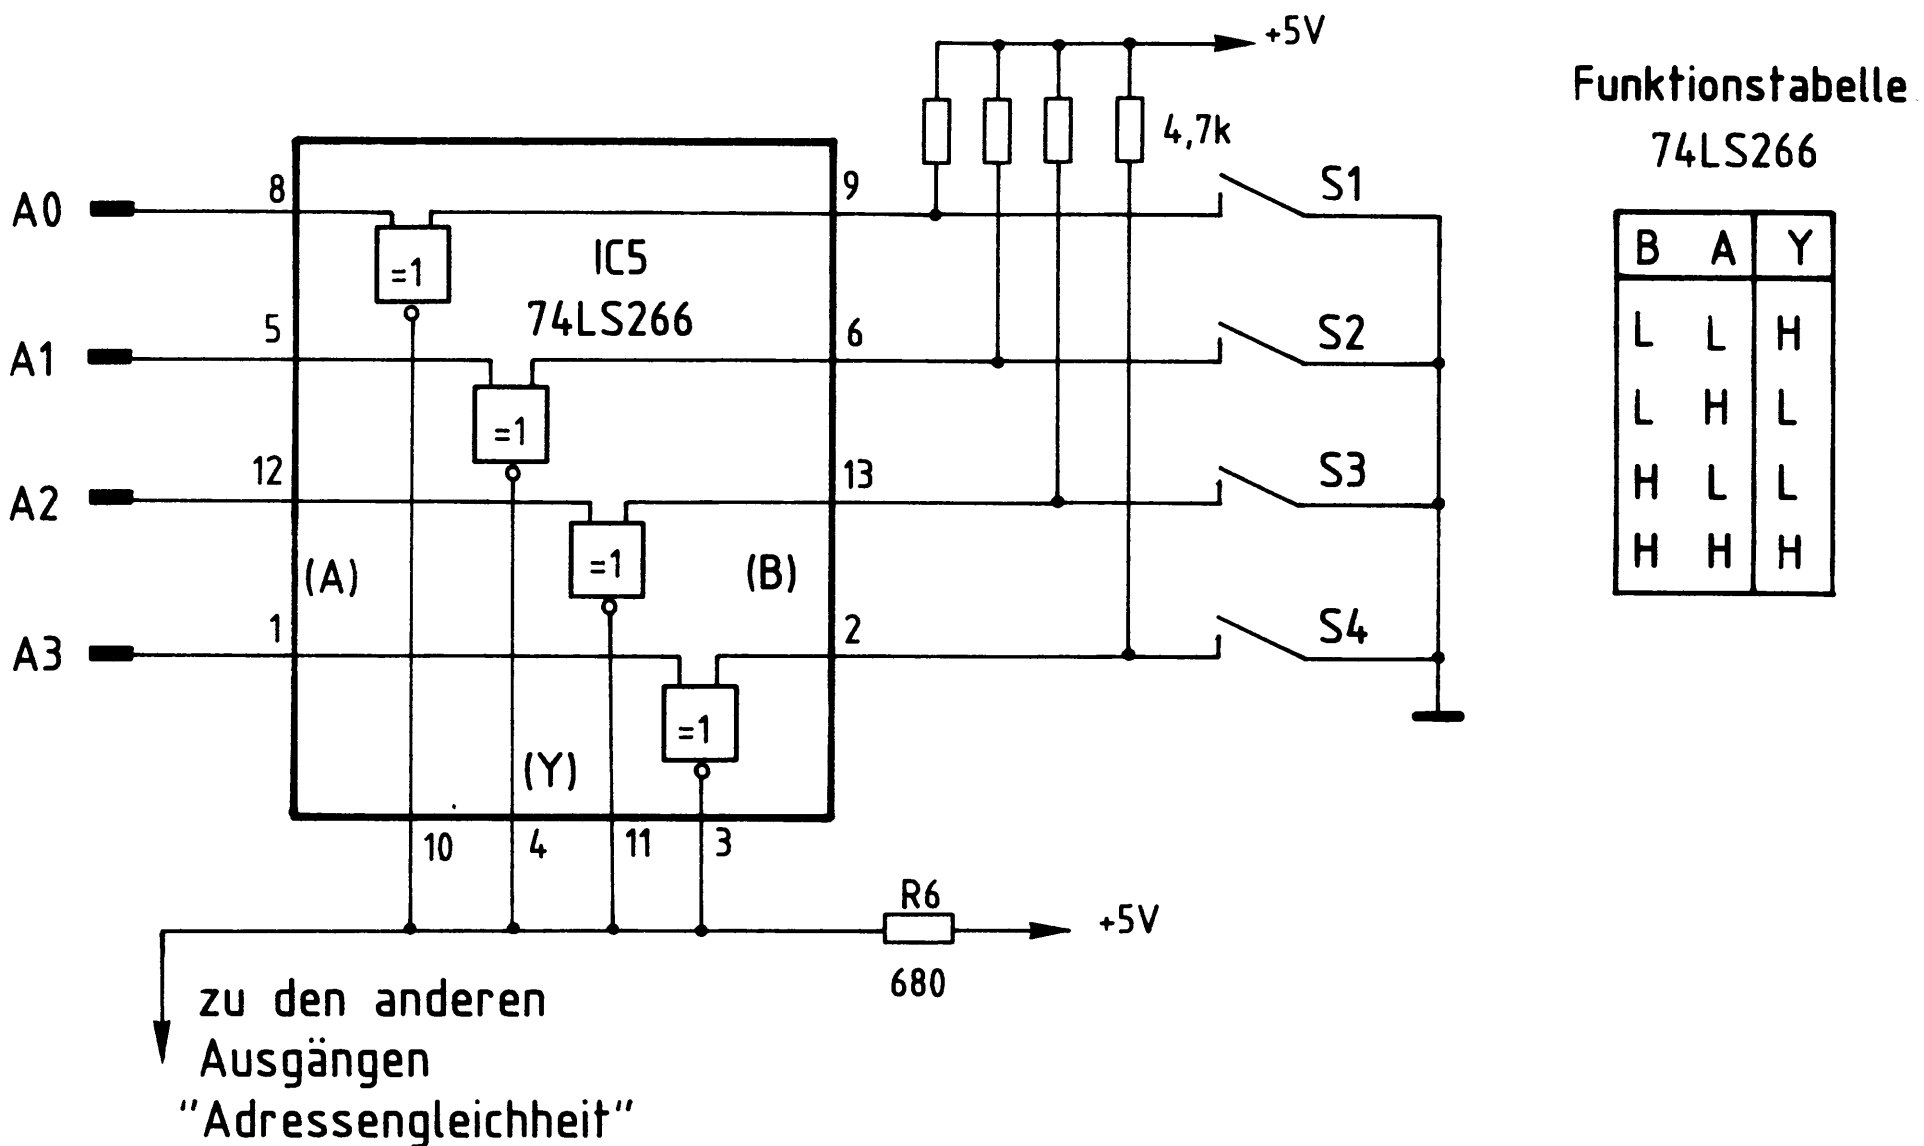 +5V
4,7k
A0
8
9
S1
=1
IC5
74LS266
A1
5
6
S2
=1
A2
12
13
S3
=1
(A)
(B)
A3
1
2
S4
=1
(Y)
10
4
11
3
R6
680
+5V
zu den anderen
Ausgängen
"Adressengleichheit"
Funktionstabelle
74LS266
B A Y
L L H
L H L
H L L
H H H